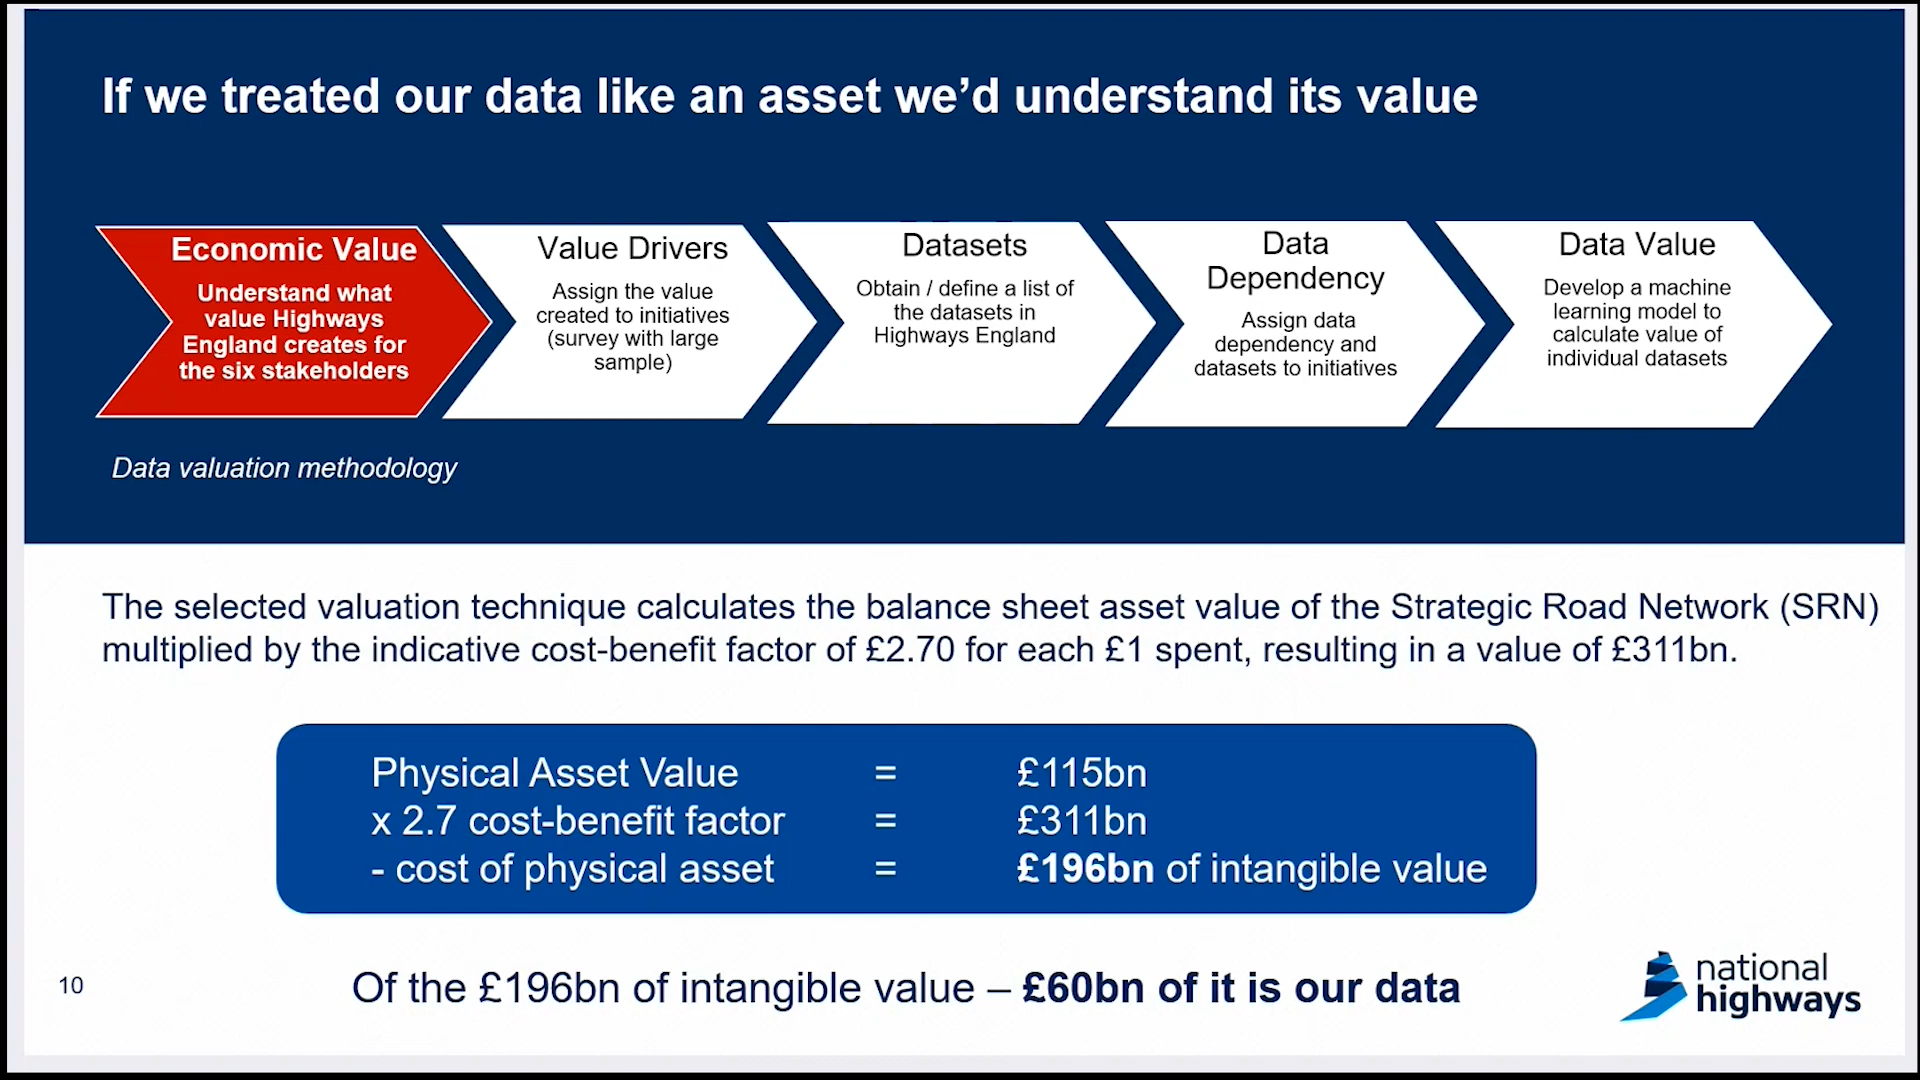 If we treated our data like an asset we’d understand its value
Economic Value
Understand what
value Highways
England creates for
the six stakeholders
Value Drivers
Assign the value
created to initiatives
(survey with large
sample)
Datasets
Obtain / define a list of
the datasets in
Highways England
Data
Dependency
Assign data
dependency and
datasets to initiatives
Data Value
Develop a machine
learning model to
calculate value of
individual datasets
Data valuation methodology
The selected valuation technique calculates the balance sheet asset value of the Strategic Road Network (SRN)
multiplied by the indicative cost-benefit factor of £2.70 for each £1 spent, resulting in a value of £311bn.
Physical Asset Value = £115bn
x 2.7 cost-benefit factor = £311bn
- cost of physical asset = £196bn of intangible value
Of the £196bn of intangible value – £60bn of it is our data
10
national
highways